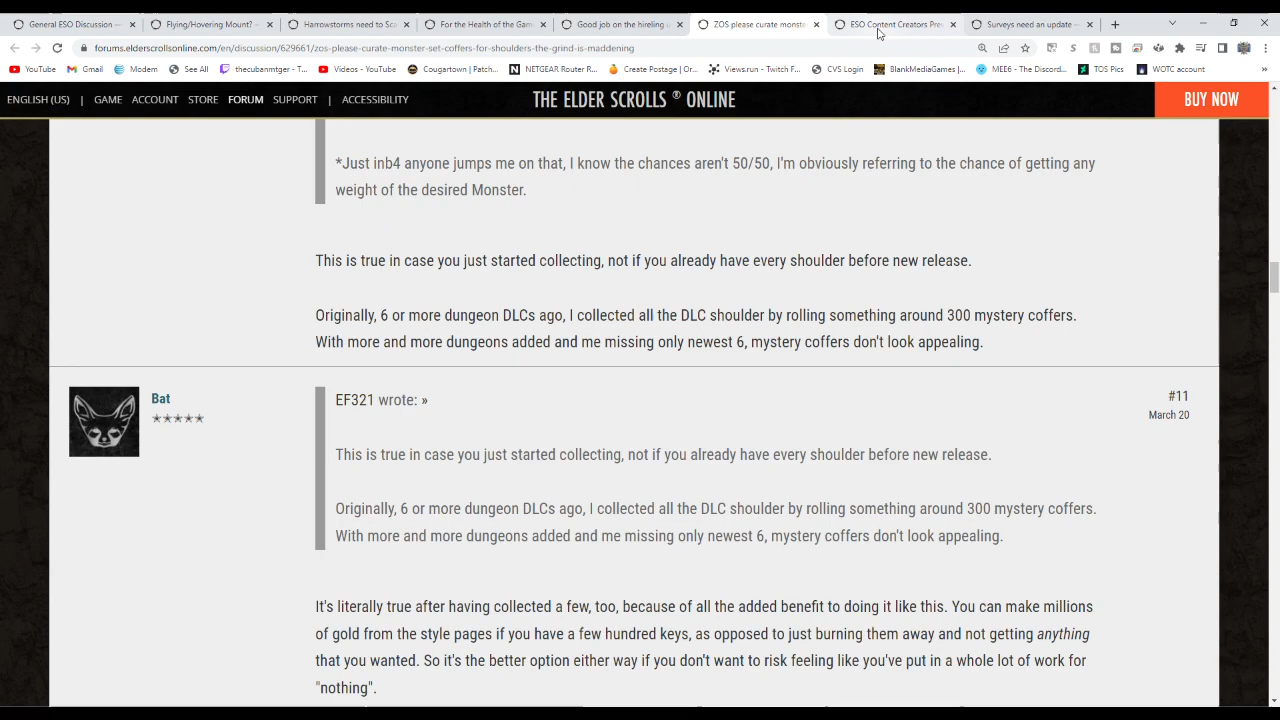 General ESO Discussion —
Flying/Hovering Mount? –
Harrowstorms need to Sc
For the Health of the Gam
Good job on the hireling u
ZOS please curate monste
ESO Content Creators Prev
Surveys need an update —
forums.elderscrollsonline.com/en/discussion/629661/zos-please-curate-monster-set-coffers-for-shoulders-the-grind-is-maddening
YouTube
Gmail
Modem
See All
thecubanmtger - T...
Videos - YouTube
Cougartown | Patch...
NETGEAR Router R...
Create Postage | Or...
Views.run - Twitch F...
CVS Login
BlankMediaGames |...
MEE6 - The Discord...
TOS Pics
WOTC account
»
ENGLISH (US) | GAME ACCOUNT STORE FORUM SUPPORT | ACCESSIBILITY
THE ELDER SCROLLS ® ONLINE
BUY NOW
*Just inb4 anyone jumps me on that, I know the chances aren't 50/50, I'm obviously referring to the chance of getting any
weight of the desired Monster.
This is true in case you just started collecting, not if you already have every shoulder before new release.
Originally, 6 or more dungeon DLCs ago, I collected all the DLC shoulder by rolling something around 300 mystery coffers.
With more and more dungeons added and me missing only newest 6, mystery coffers don't look appealing.
Bat
★★★★★
EF321 wrote: »
#11
March 20
This is true in case you just started collecting, not if you already have every shoulder before new release.
Originally, 6 or more dungeon DLCs ago, I collected all the DLC shoulder by rolling something around 300 mystery coffers.
With more and more dungeons added and me missing only newest 6, mystery coffers don't look appealing.
It's literally true after having collected a few, too, because of all the added benefit to doing it like this. You can make millions
of gold from the style pages if you have a few hundred keys, as opposed to just burning them away and not getting anything
that you wanted. So it's the better option either way if you don't want to risk feeling like you've put in a whole lot of work for
"nothing".